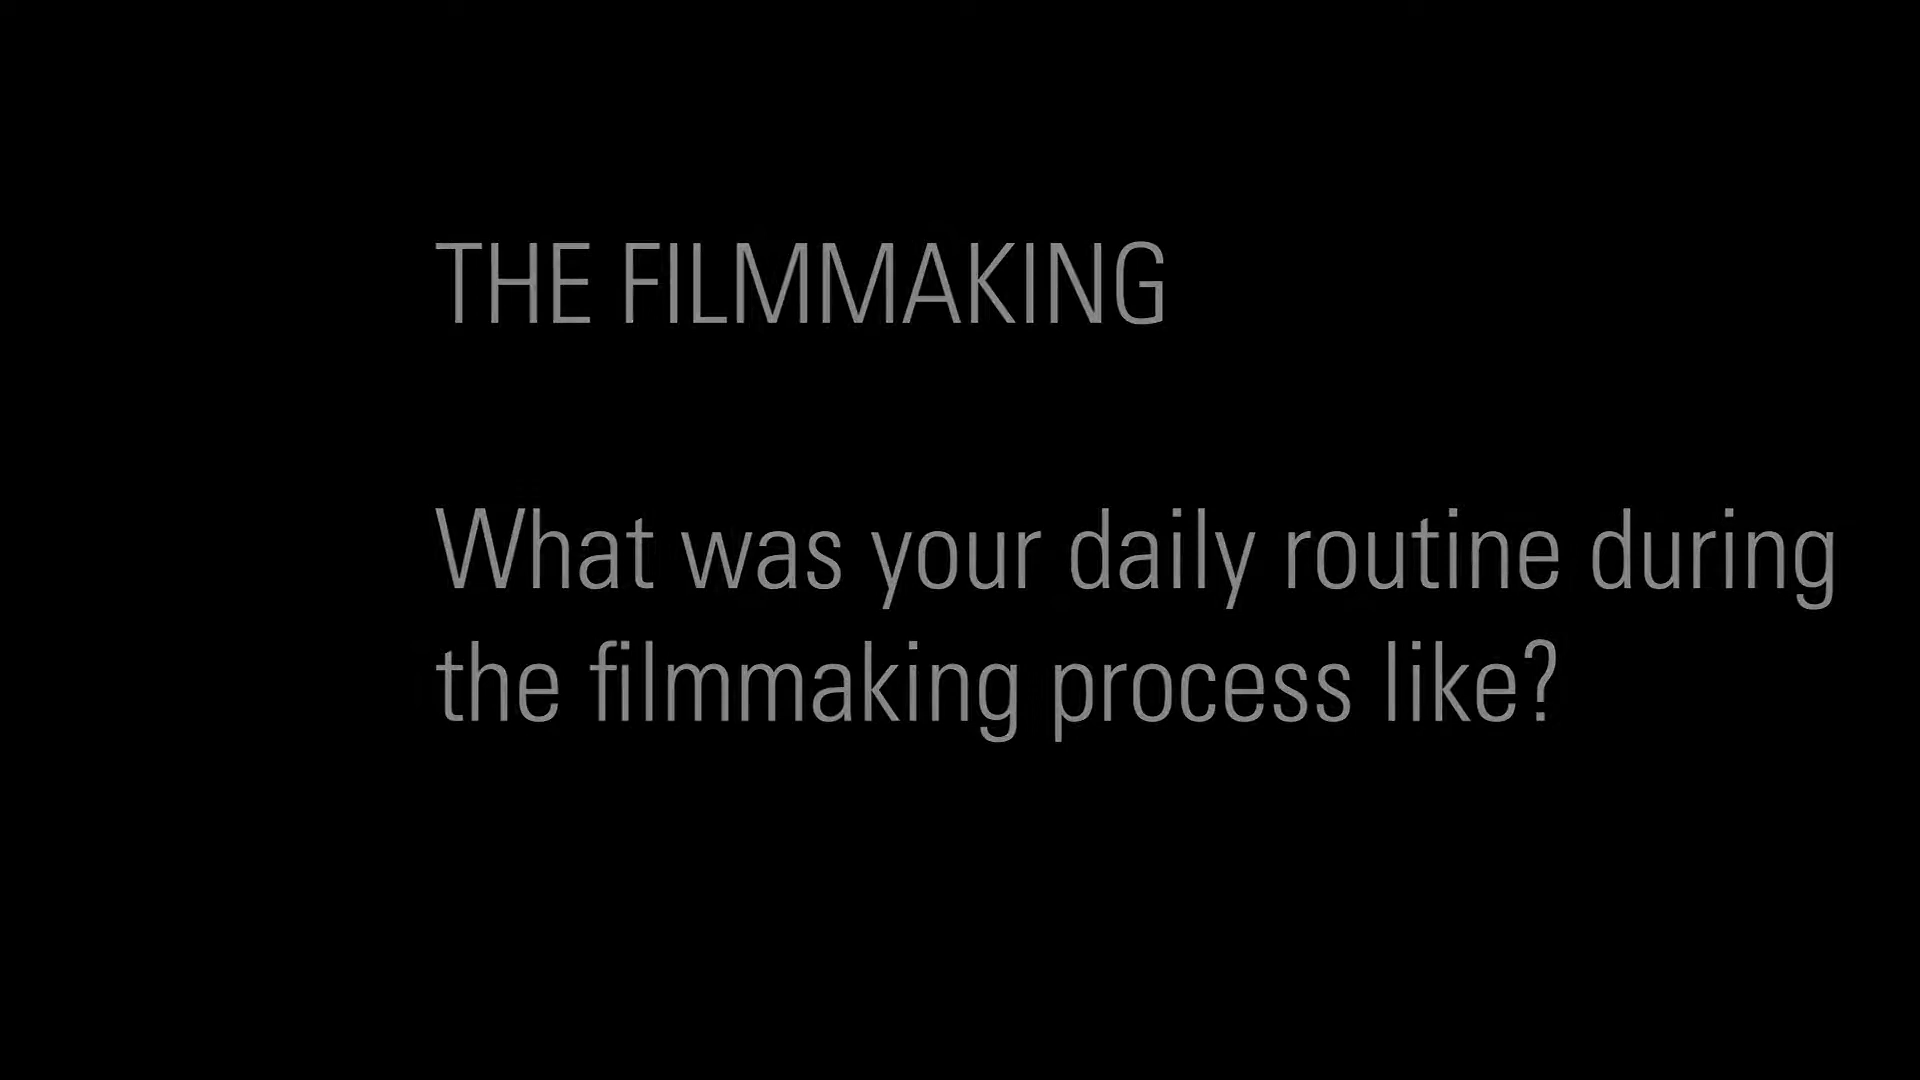 THE FILMMAKING
What was your daily routine during
the filmmaking process like?